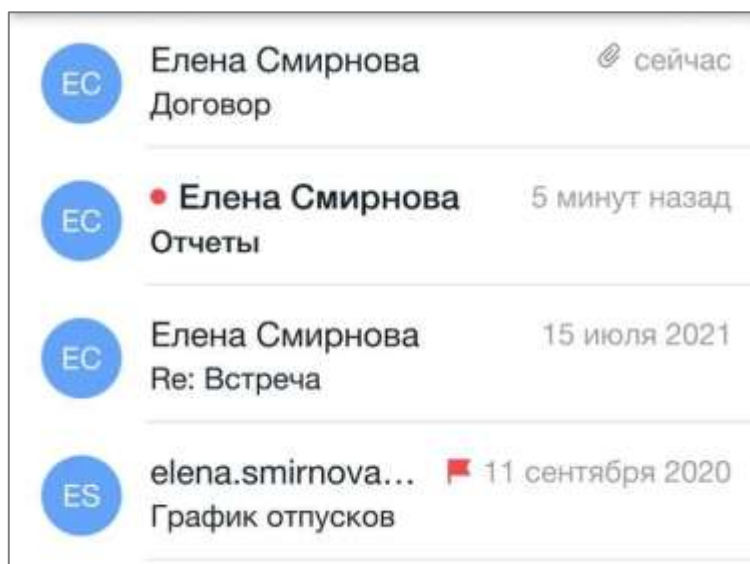 ЕС
Елена Смирнова
сейчас
Договор
ЕС
Елена Смирнова
5 минут назад
Отчеты
ЕС
Елена Смирнова
15 июля 2021
Re: Встреча
ES
elena.smirnova...
11 сентября 2020
График отпусков